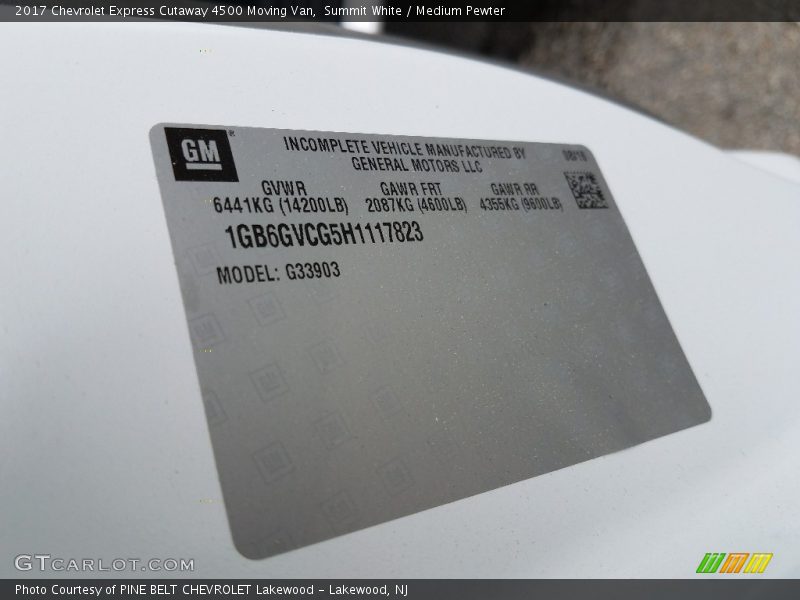 2017 Chevrolet Express Cutaway 4500 Moving Van, Summit White / Medium Pewter
GM®
INCOMPLETE VEHICLE MANUFACTURED BY
GENERAL MOTORS LLC
08/16
GVWR GAWR FRT GAWR RR
6441KG (14200LB) 2087KG (4600LB) 4355KG (9600LB)
1GB6GVCG5H1117823
MODEL: G33903
GTCARLOT.COM
Photo Courtesy of PINE BELT CHEVROLET Lakewood - Lakewood, NJ